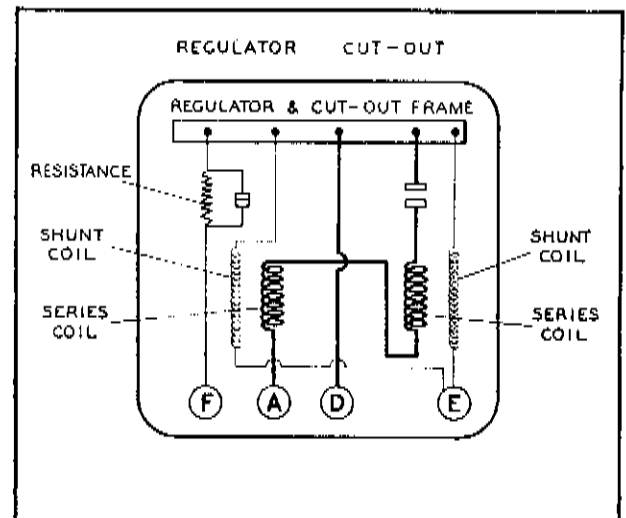 REGULATOR CUT-OUT
REGULATOR & CUT-OUT FRAME
RESISTANCE
SHUNT
COIL
SERIES
COIL
SHUNT
COIL
SERIES
COIL
F A D E